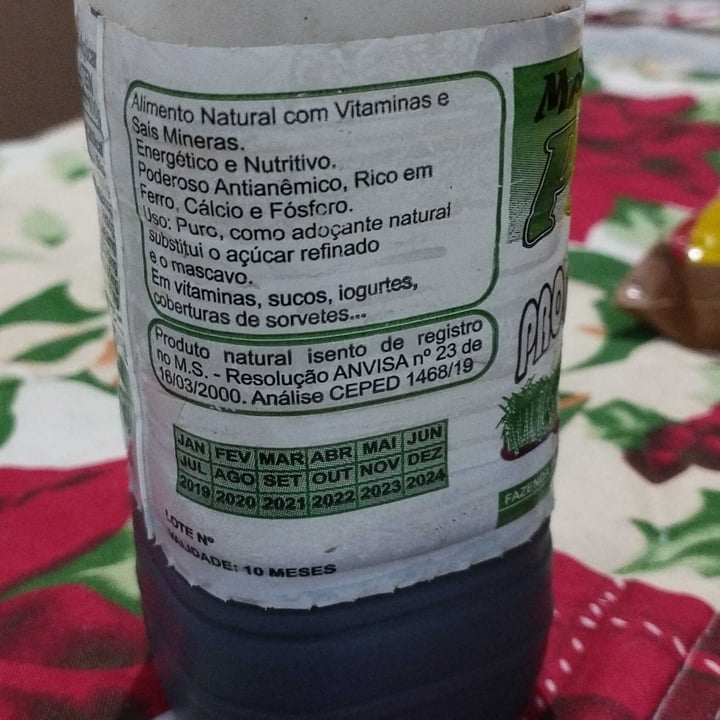 Alimento Natural com Vitaminas e
Sais Mineras.
Energético e Nutritivo.
Poderoso Antianêmico, Rico em
Ferro, Cálcio e Fósforo.
Uso: Puro, como adoçante natural
substitui o açúcar refinado
e o mascavo.
Em vitaminas, sucos, iogurtes,
coberturas de sorvetes...
Produto natural isento de registro
no M.S. - Resolução ANVISA nº 23 de
16/03/2000. Análise CEPED 1468/19
JAN FEV MAR ABR MAI JUN
JUL AGO SET OUT NOV DEZ
2019 2020 2021 2022 2023 2024
LOTE Nº
VALIDADE: 10 MESES
FAZENDA